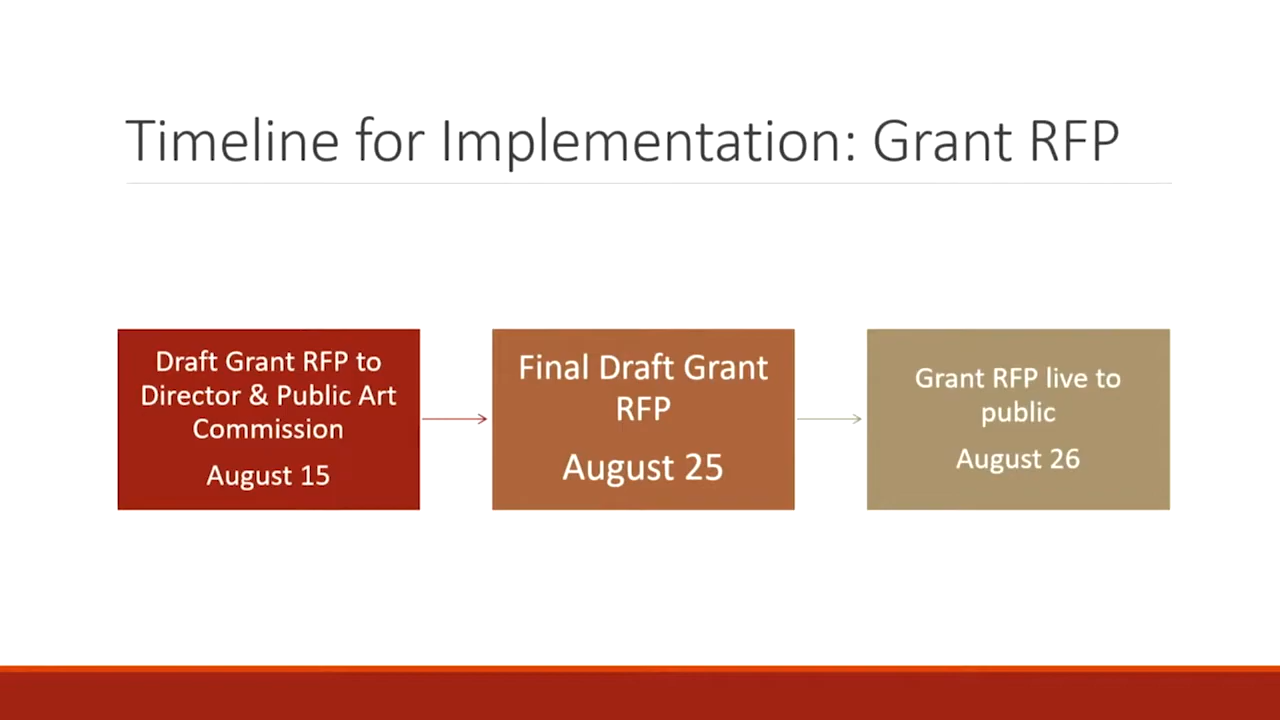 Timeline for Implementation: Grant RFP
Draft Grant RFP to
Director & Public Art
Commission
August 15
Final Draft Grant
RFP
August 25
Grant RFP live to
public
August 26